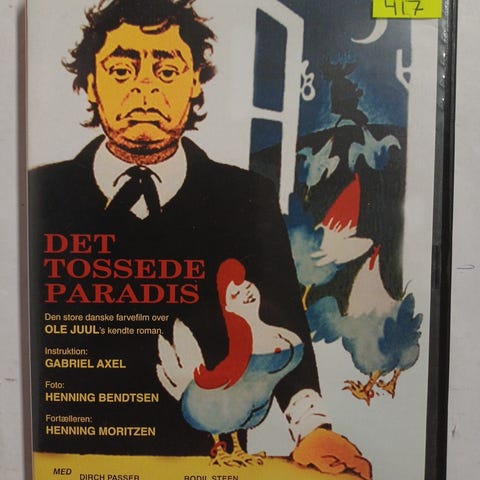 417
DET
TOSSEDE
PARADIS
Den store danske farvefilm over
OLE JUUL's kendte roman.
Instruktion:
GABRIEL AXEL
Foto:
HENNING BENDTSEN
Fortælleren:
HENNING MORITZEN
MED
DIRCH PASSER BODIL STEEN